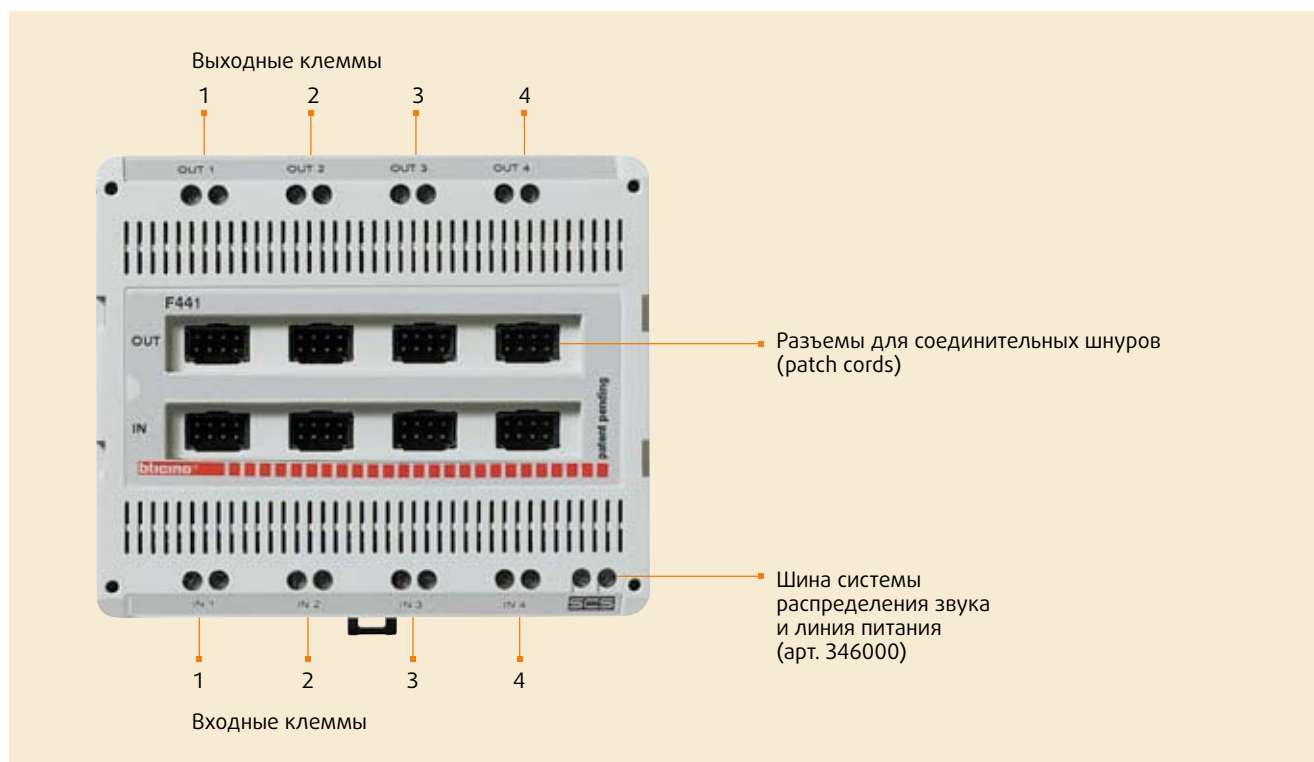 Выходные клеммы
1 2 3 4
OUT 1 OUT 2 OUT 3 OUT 4
F441
OUT
Разъемы для соединительных шнуров
(patch cords)
patent pending
IN
bticino®
Шина системы
распределения звука
и линия питания
(арт. 346000)
IN 1 IN 2 IN 3 IN 4 SCS
1 2 3 4
Входные клеммы